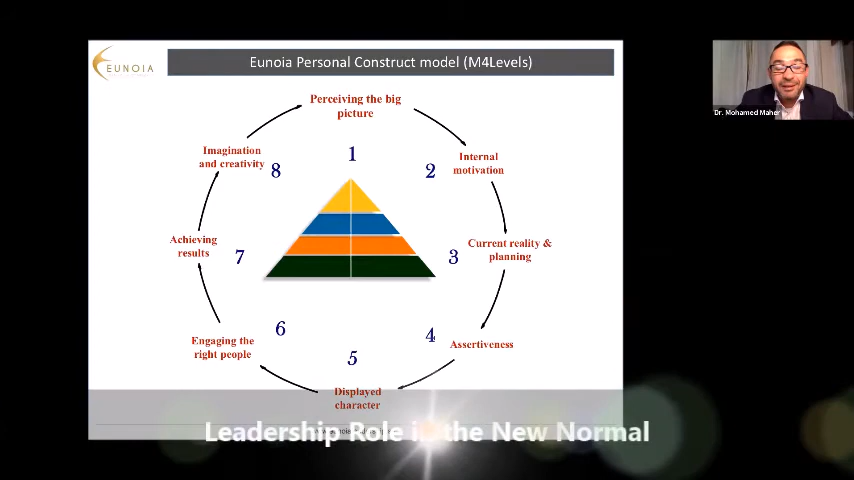 EUNOIA
Eunoia Personal Construct model (M4Levels)
Dr. Mohamed Maher
Perceiving the big
picture
1
Internal
motivation
2
Current reality &
planning
3
Assertiveness
4
Displayed
character
5
Engaging the
right people
6
Achieving
results
7
Imagination
and creativity
8
Leadership Role in the New Normal